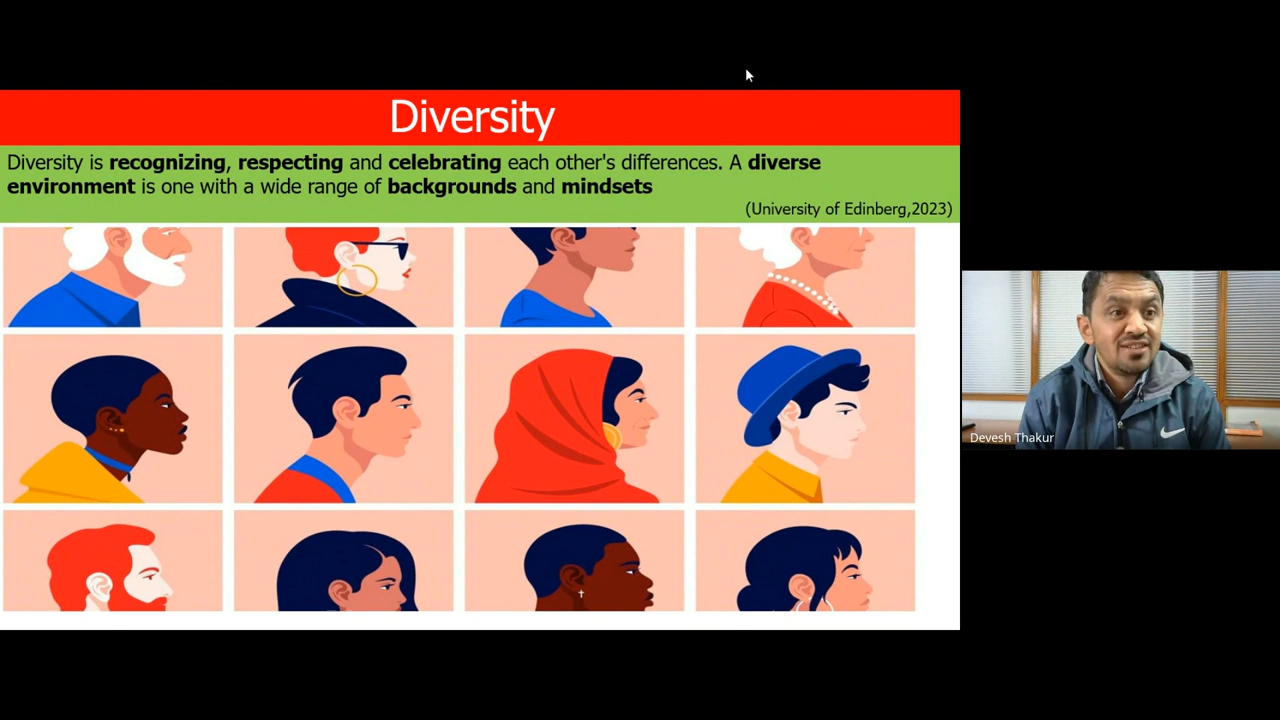 Diversity
Diversity is recognizing, respecting and celebrating each other's differences. A diverse
environment is one with a wide range of backgrounds and mindsets
(University of Edinberg,2023)
Devesh Thakur